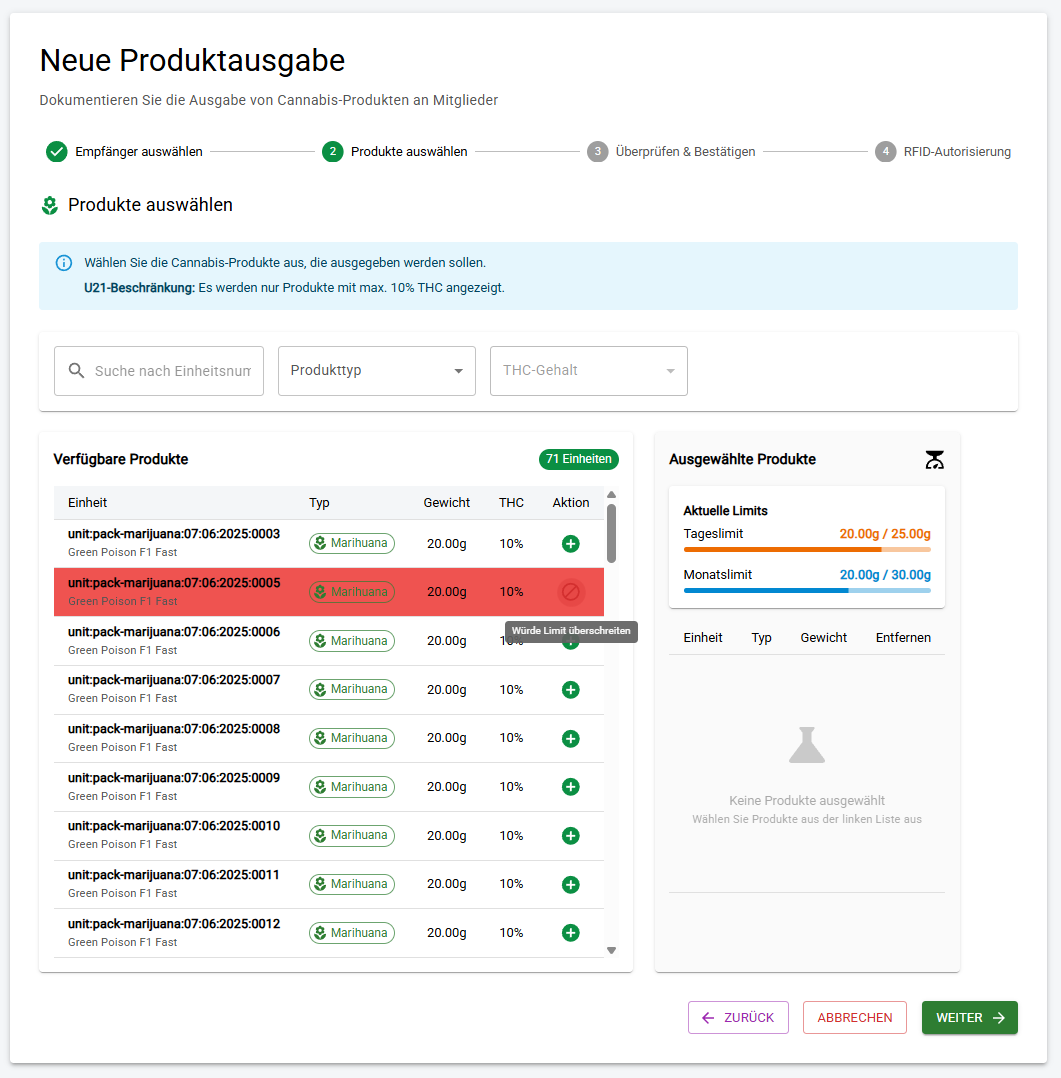 Neue Produktausgabe
Dokumentieren Sie die Ausgabe von Cannabis-Produkten an Mitglieder
Empfänger auswählen
2 Produkte auswählen
3 Überprüfen & Bestätigen
4 RFID-Autorisierung
Produkte auswählen
Wählen Sie die Cannabis-Produkte aus, die ausgegeben werden sollen.
U21-Beschränkung: Es werden nur Produkte mit max. 10% THC angezeigt.
Suche nach Einheitsnum
Produkttyp
THC-Gehalt
Verfügbare Produkte
71 Einheiten
Einheit Typ Gewicht THC Aktion
unit:pack-marijuana:07:06:2025:0003
Green Poison F1 Fast
Marihuana 20.00g 10%
unit:pack-marijuana:07:06:2025:0005
Green Poison F1 Fast
Marihuana 20.00g 10%
Würde Limit überschreiten
unit:pack-marijuana:07:06:2025:0006
Green Poison F1 Fast
Marihuana 20.00g 10%
unit:pack-marijuana:07:06:2025:0007
Green Poison F1 Fast
Marihuana 20.00g 10%
unit:pack-marijuana:07:06:2025:0008
Green Poison F1 Fast
Marihuana 20.00g 10%
unit:pack-marijuana:07:06:2025:0009
Green Poison F1 Fast
Marihuana 20.00g 10%
unit:pack-marijuana:07:06:2025:0010
Green Poison F1 Fast
Marihuana 20.00g 10%
unit:pack-marijuana:07:06:2025:0011
Green Poison F1 Fast
Marihuana 20.00g 10%
unit:pack-marijuana:07:06:2025:0012
Green Poison F1 Fast
Marihuana 20.00g 10%
Ausgewählte Produkte
Aktuelle Limits
Tageslimit 20.00g / 25.00g
Monatslimit 20.00g / 30.00g
Einheit Typ Gewicht Entfernen
Keine Produkte ausgewählt
Wählen Sie Produkte aus der linken Liste aus
ZURÜCK
ABBRECHEN
WEITER